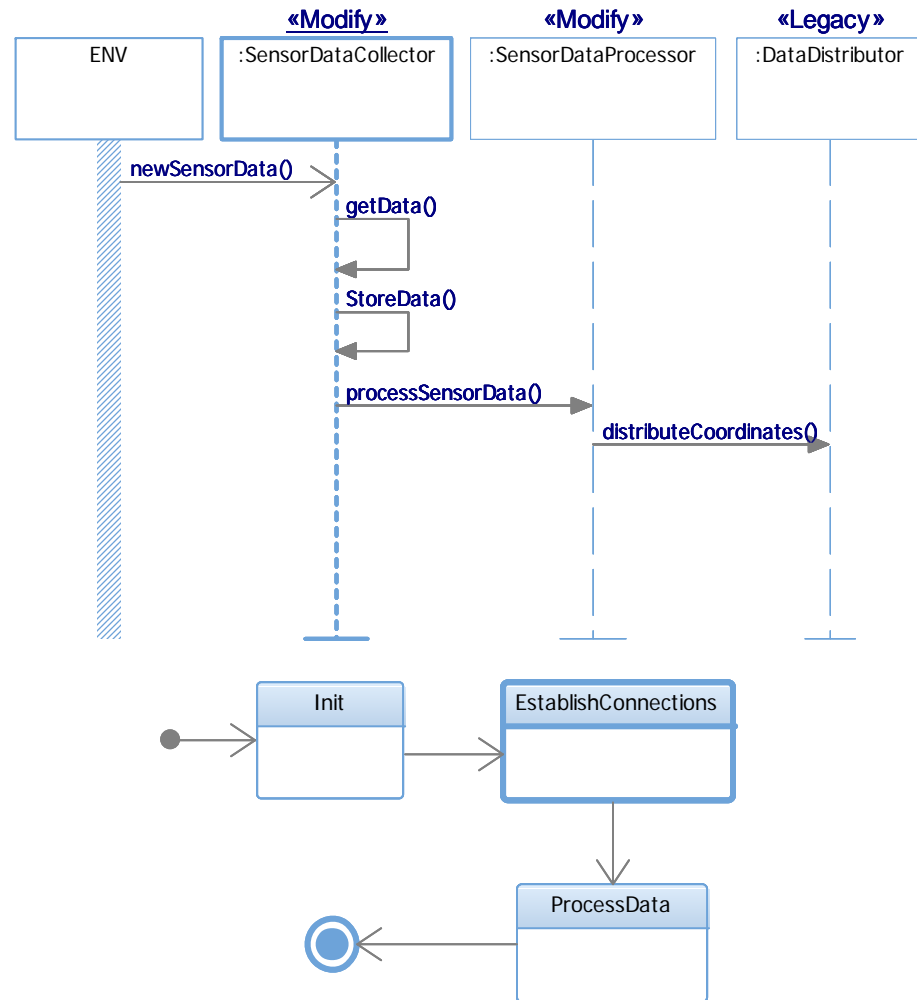 «Modify» «Modify» «Legacy»
ENV :SensorDataCollector :SensorDataProcessor :DataDistributor
newSensorData()
getData()
StoreData()
processSensorData()
distributeCoordinates()
Init EstablishConnections
ProcessData